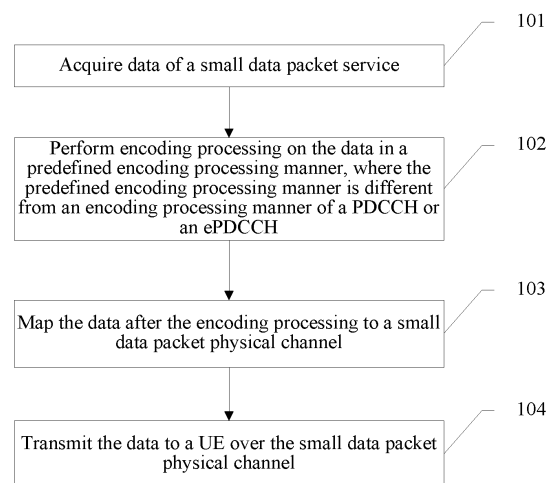 101
Acquire data of a small data packet service
102
Perform encoding processing on the data in a
predefined encoding processing manner, where the
predefined encoding processing manner is different
from an encoding processing manner of a PDCCH or
an ePDCCH
103
Map the data after the encoding processing to a small
data packet physical channel
104
Transmit the data to a UE over the small data packet
physical channel